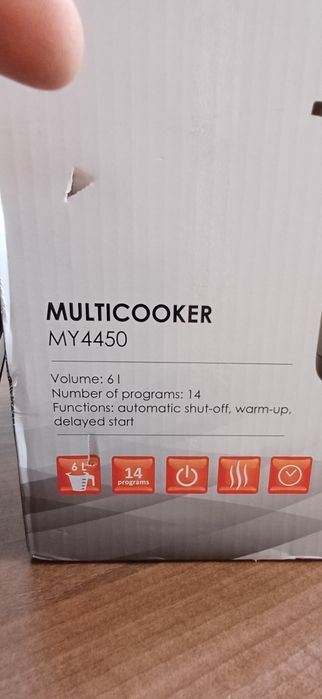 MULTICOOKER
MY4450
Volume: 6 l
Number of programs: 14
Functions: automatic shut-off, warm-up,
delayed start
6 L
14
programs